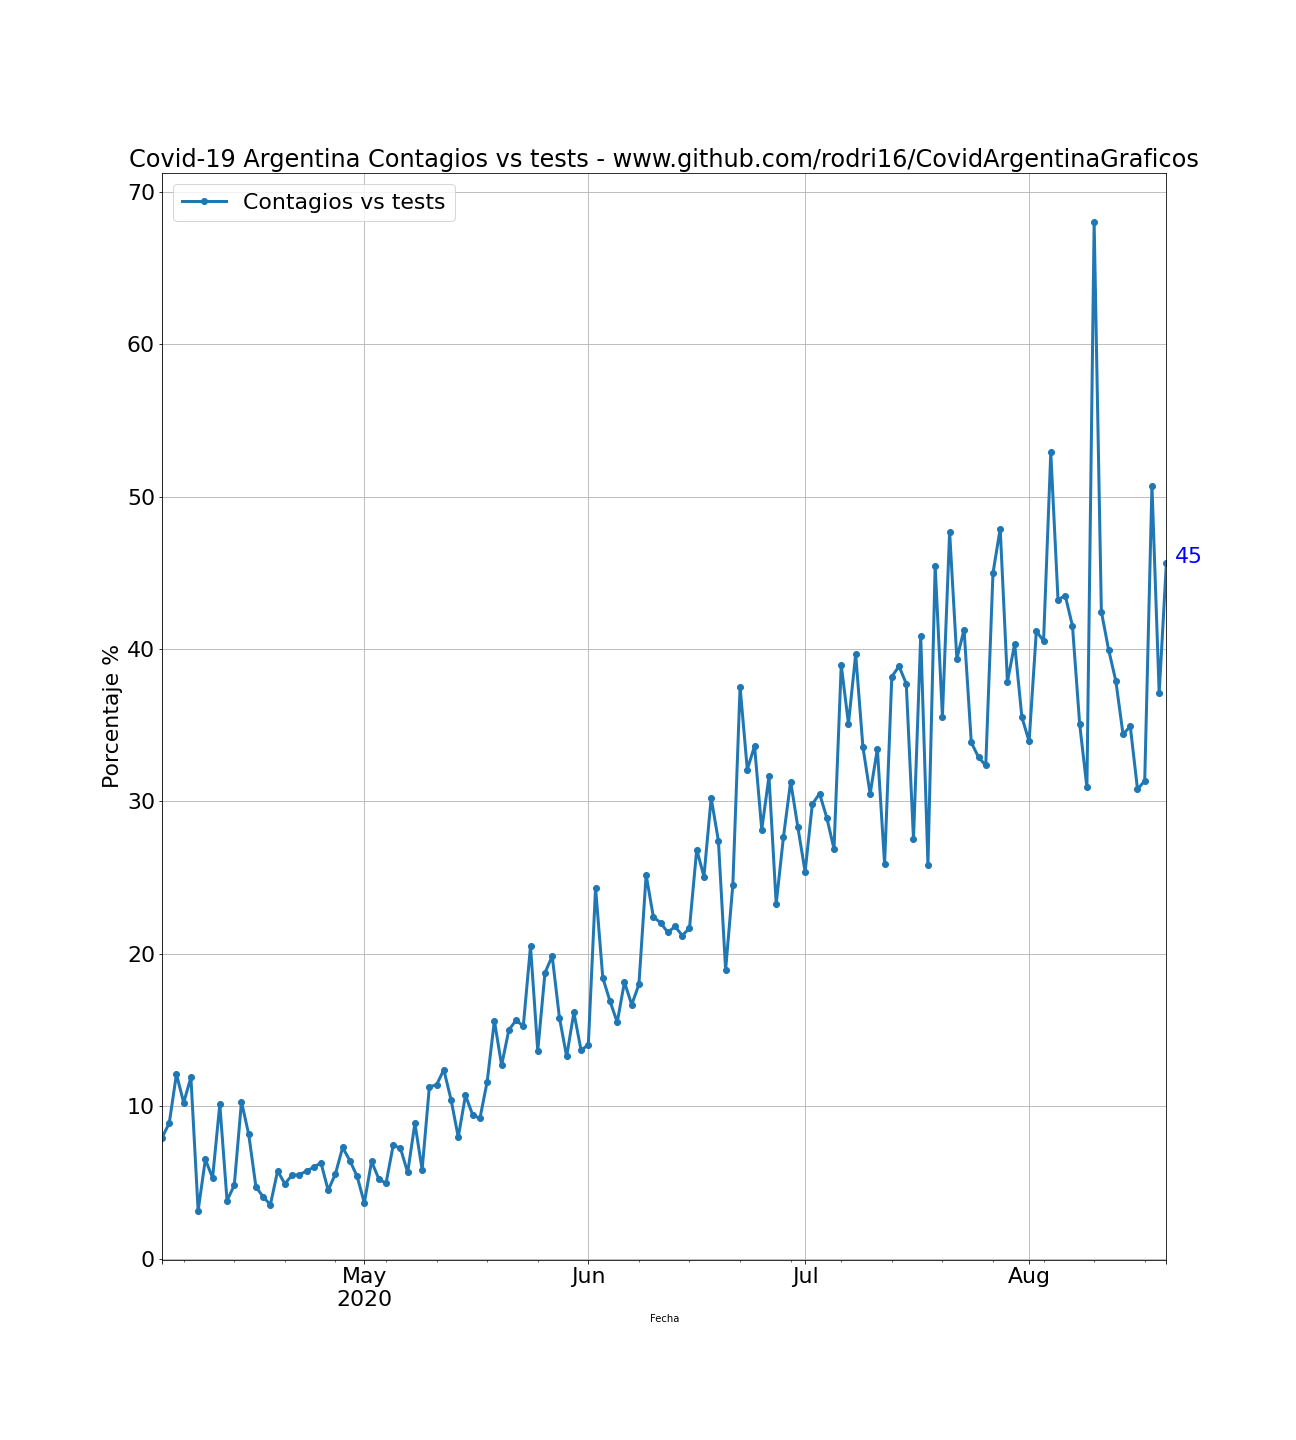 Covid-19 Argentina Contagios vs tests - www.github.com/rodri16/CovidArgentinaGraficos
Contagios vs tests
70
60
50
45
40
30
20
10
0
Porcentaje %
May Jun Jul Aug
2020
Fecha